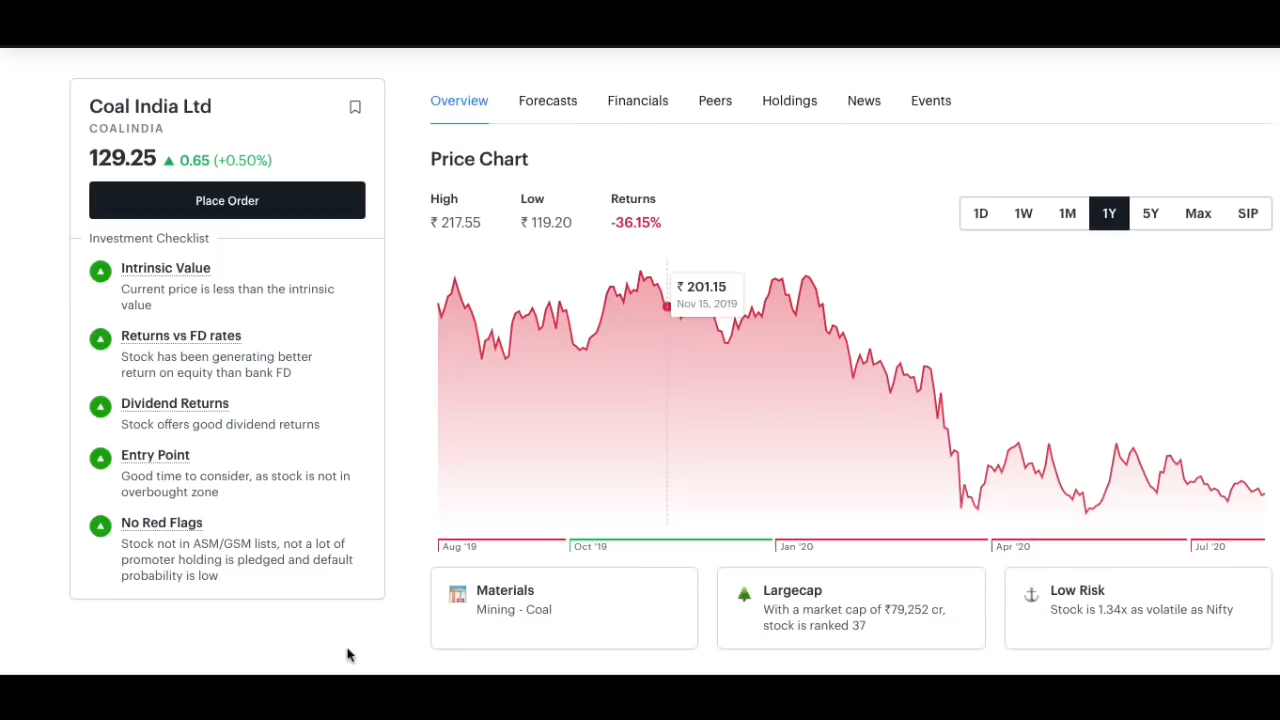 Coal India Ltd
COALINDIA
129.25 ▲ 0.65 (+0.50%)
Place Order
Investment Checklist
Intrinsic Value
Current price is less than the intrinsic
value
Returns vs FD rates
Stock has been generating better
return on equity than bank FD
Dividend Returns
Stock offers good dividend returns
Entry Point
Good time to consider, as stock is not in
overbought zone
No Red Flags
Stock not in ASM/GSM lists, not a lot of
promoter holding is pledged and default
probability is low
Overview Forecasts Financials Peers Holdings News Events
Price Chart
High Low Returns
₹ 217.55 ₹ 119.20 -36.15%
1D 1W 1M 1Y 5Y Max SIP
₹ 201.15
Nov 15, 2019
Aug '19 Oct '19 Jan '20 Apr '20 Jul '20
Materials
Mining - Coal
Largecap
With a market cap of ₹79,252 cr,
stock is ranked 37
Low Risk
Stock is 1.34x as volatile as Nifty